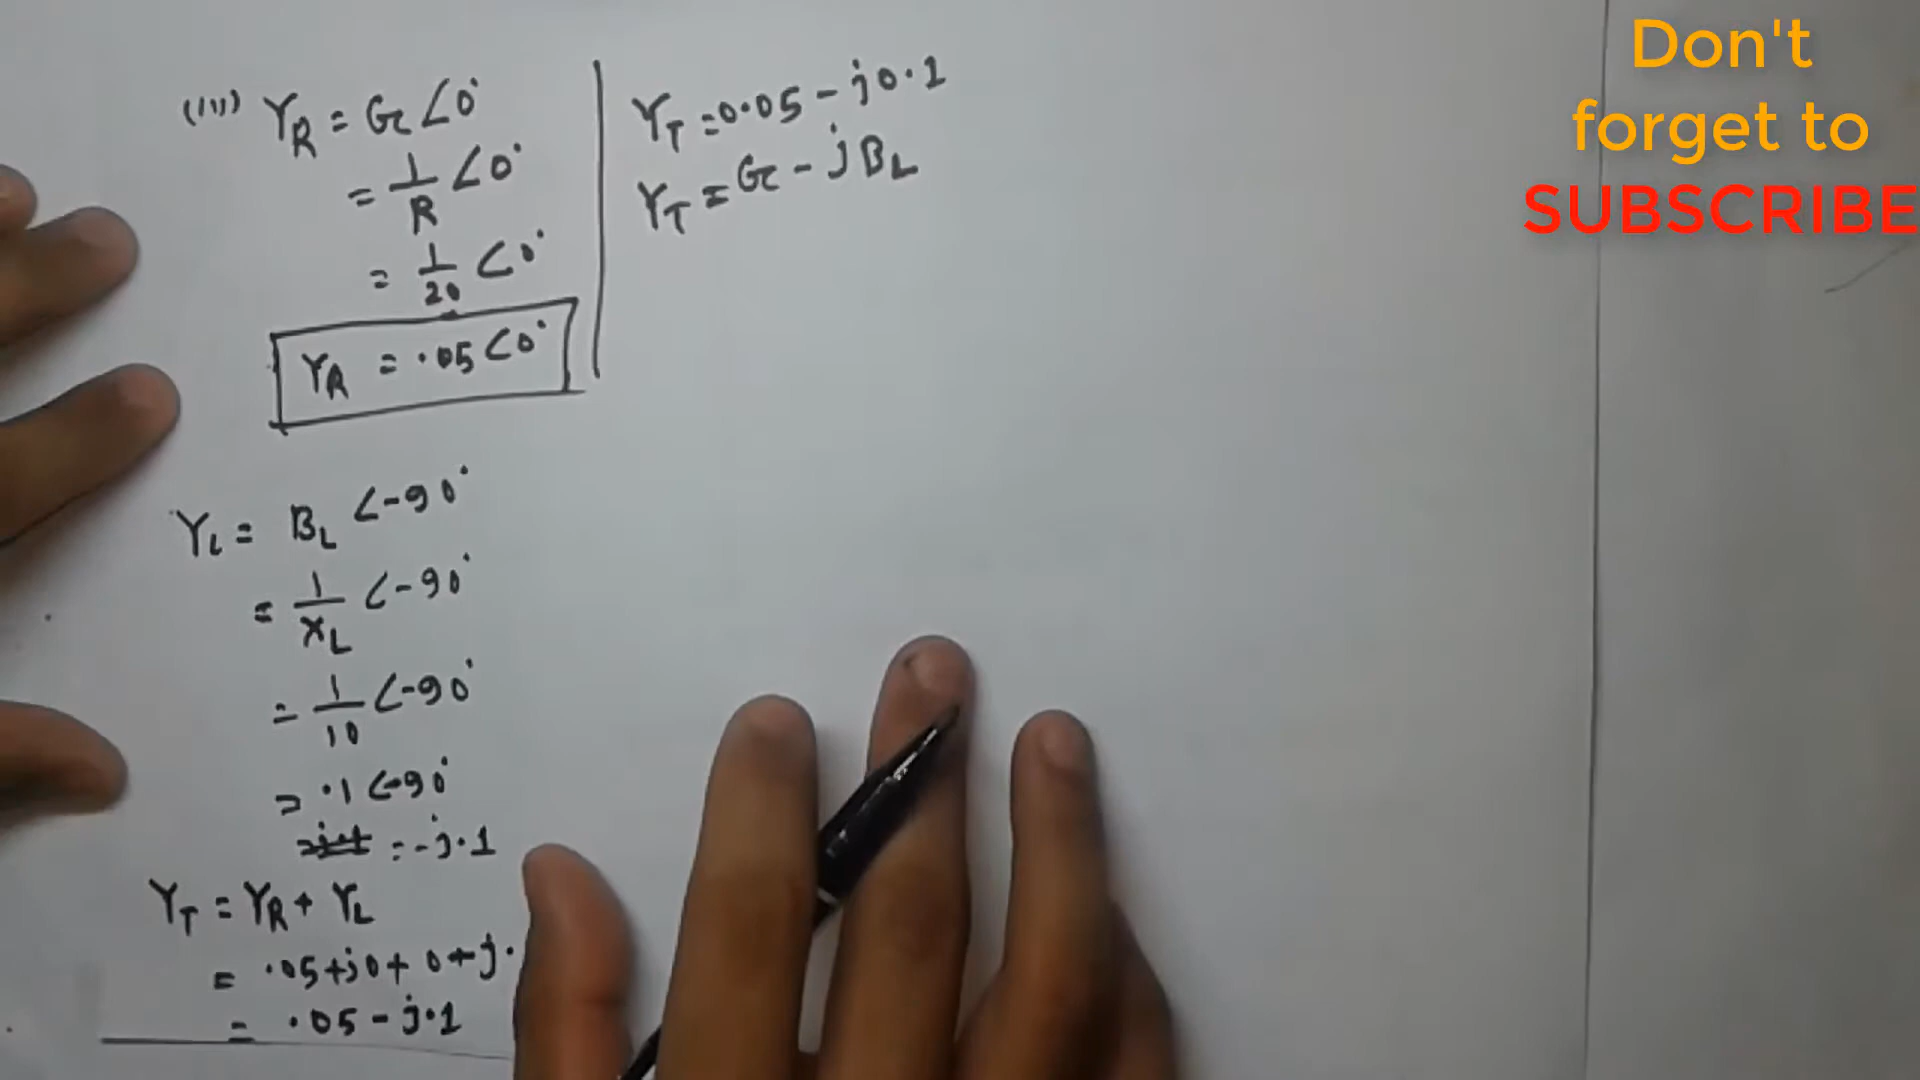 (iii) Y_R = G∠0°
= 1/R ∠0°
= 1/20 ∠0°
Y_R = .05∠0°
Y_L = B_L ∠-90°
= 1/X_L ∠-90°
= 1/10 ∠-90°
= .1∠-90°
= -j.1
Y_T = Y_R + Y_L
= .05+j0+0+j.
= .05-j.1
Y_T = 0.05-j0.1
Y_T = G-jB_L
Don't
forget to
SUBSCRIBE